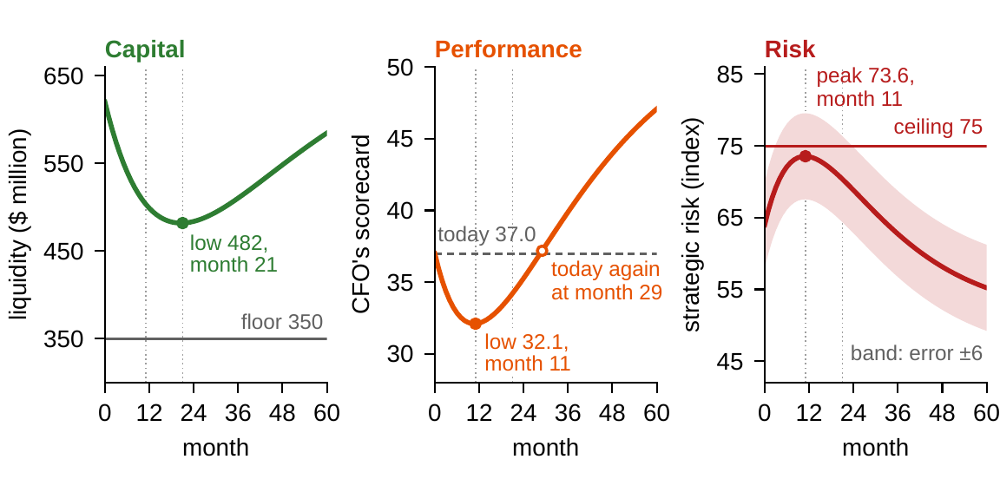 Capital
650
550
450
350
liquidity ($ million)
low 482,
month 21
floor 350
0 12 24 36 48 60
month
Performance
50
45
40
35
30
CFO's scorecard
today 37.0
today again
at month 29
low 32.1,
month 11
0 12 24 36 48 60
month
Risk
85
75
65
55
45
strategic risk (index)
peak 73.6,
month 11
ceiling 75
band: error ±6
0 12 24 36 48 60
month